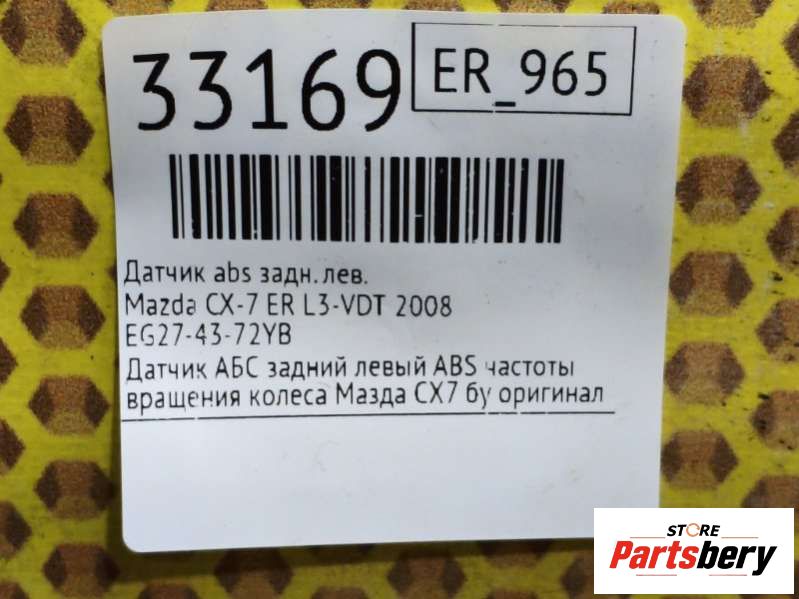 33169
ER_965
Датчик abs задн.лев.
Mazda CX-7 ER L3-VDT 2008
EG27-43-72YB
Датчик АБС задний левый ABS частоты
вращения колеса Мазда СХ7 бу оригинал
STORE
Partsbery